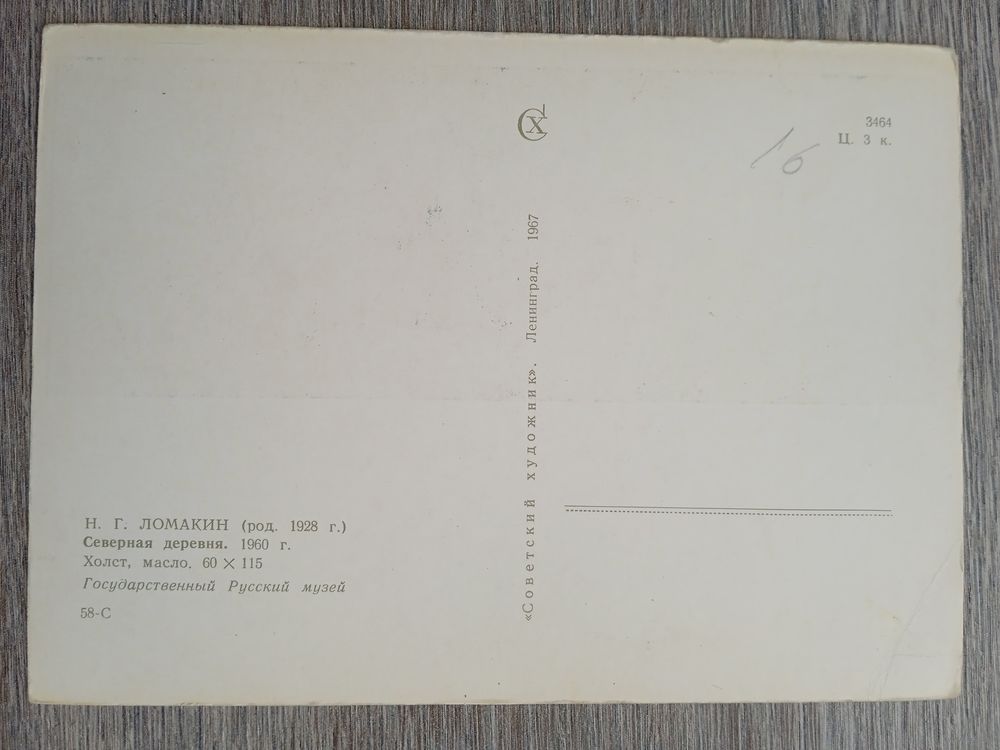 Н. Г. ЛОМАКИН (род. 1928 г.)
Северная деревня. 1960 г.
Холст, масло. 60 × 115
Государственный Русский музей
58-С
«Советский художник». Ленинград. 1967
СХ
3464
Ц. 3 к.
16